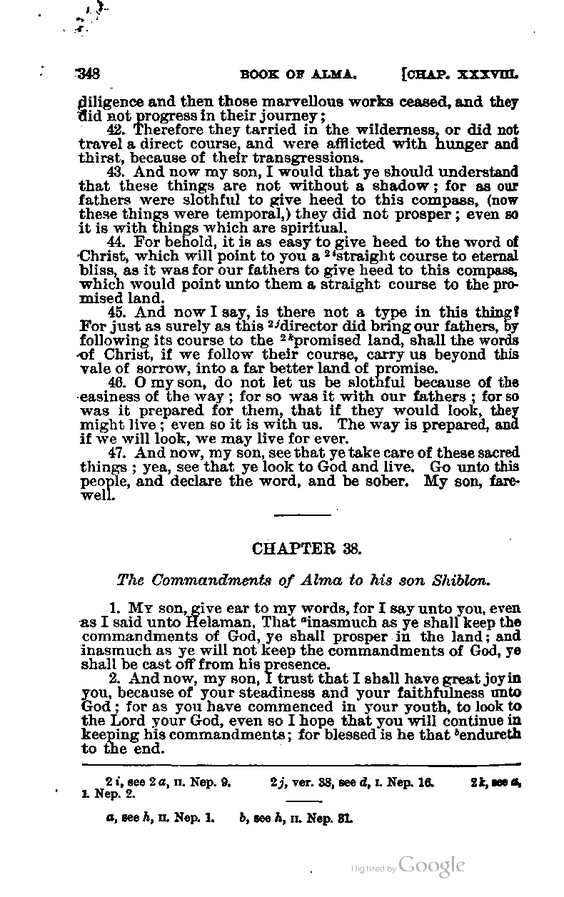 348 BOOK OF ALMA. [CHAP. XXXVIII.
diligence and then those marvellous works ceased, and they
did not progress in their journey;
42. Therefore they tarried in the wilderness, or did not
travel a direct course, and were afflicted with hunger and
thirst, because of their transgressions.
43. And now my son, I would that ye should understand
that these things are not without a shadow; for as our
fathers were slothful to give heed to this compass, (now
these things were temporal,) they did not prosper; even so
it is with things which are spiritual.
44. For behold, it is as easy to give heed to the word of
Christ, which will point to you a 2istraight course to eternal
bliss, as it was for our fathers to give heed to this compass,
which would point unto them a straight course to the pro-
mised land.
45. And now I say, is there not a type in this thing?
For just as surely as this 2jdirector did bring our fathers, by
following its course to the 2kpromised land, shall the words
of Christ, if we follow their course, carry us beyond this
vale of sorrow, into a far better land of promise.
46. O my son, do not let us be slothful because of the
easiness of the way; for so was it with our fathers; for so
was it prepared for them, that if they would look, they
might live; even so it is with us. The way is prepared, and
if we will look, we may live for ever.
47. And now, my son, see that ye take care of these sacred
things; yea, see that ye look to God and live. Go unto this
people, and declare the word, and be sober. My son, fare-
well.
CHAPTER 38.
The Commandments of Alma to his son Shiblon.
1. MY son, give ear to my words, for I say unto you, even
as I said unto Helaman, That ainasmuch as ye shall keep the
commandments of God, ye shall prosper in the land; and
inasmuch as ye will not keep the commandments of God, ye
shall be cast off from his presence.
2. And now, my son, I trust that I shall have great joy in
you, because of your steadiness and your faithfulness unto
God; for as you have commenced in your youth, to look to
the Lord your God, even so I hope that you will continue in
keeping his commandments; for blessed is he that bendureth
to the end.
2 i, see 2 a, II. Nep. 9. 2 j, ver. 38, see d, I. Nep. 16. 2 k, see a,
I. Nep. 2.
a, see h, II. Nep. 1. b, see h, II. Nep. 31.
Digitized by Google